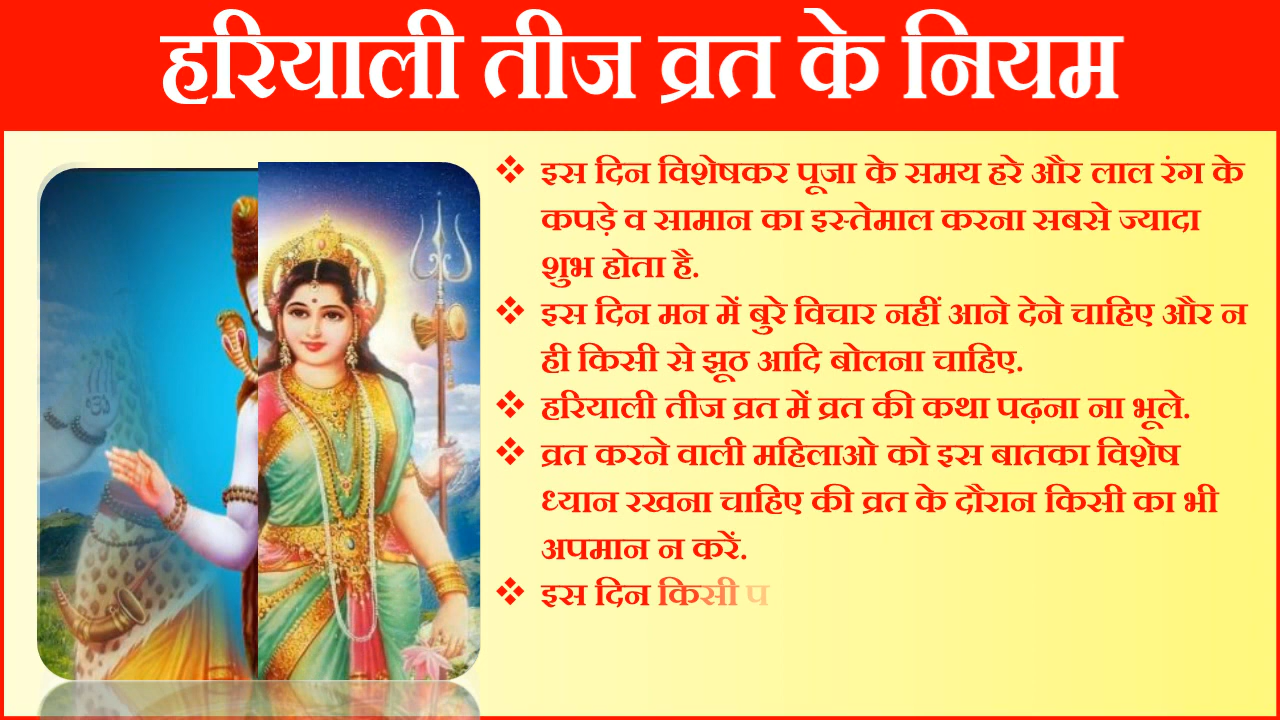 हरियाली तीज व्रत के नियम
❖ इस दिन विशेषकर पूजा के समय हरे और लाल रंग के
कपड़े व सामान का इस्तेमाल करना सबसे ज्यादा
शुभ होता है.
❖ इस दिन मन में बुरे विचार नहीं आने देने चाहिए और न
ही किसी से झूठ आदि बोलना चाहिए.
❖ हरियाली तीज व्रत में व्रत की कथा पढ़ना ना भूले.
❖ व्रत करने वाली महिलाओ को इस बातका विशेष
ध्यान रखना चाहिए की व्रत के दौरान किसी का भी
अपमान न करें.
❖ इस दिन किसी प